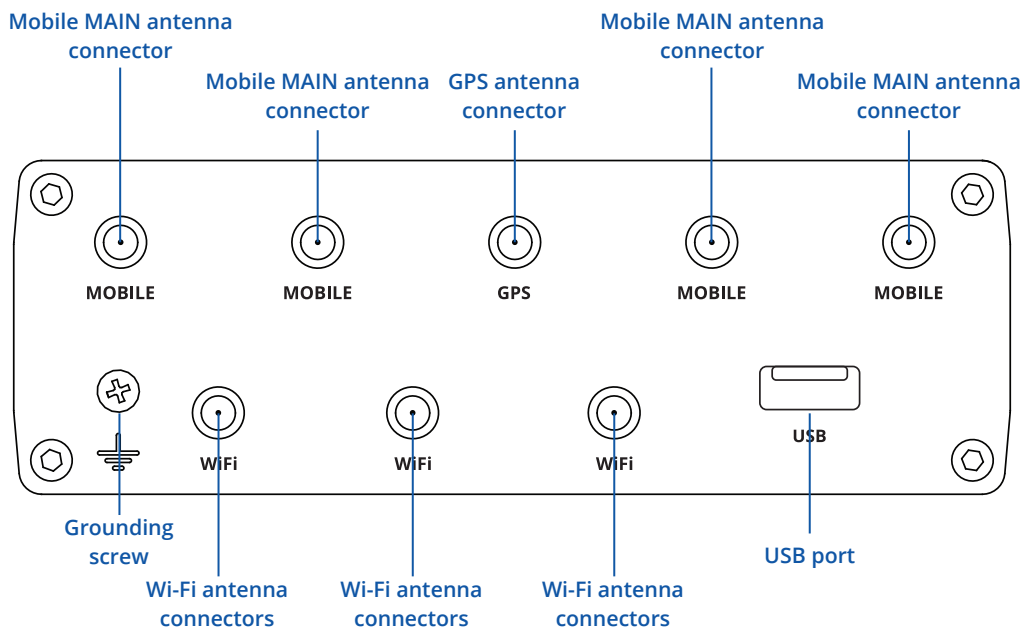 Mobile MAIN antenna
connector
Mobile MAIN antenna
connector
GPS antenna
connector
Mobile MAIN antenna
connector
Mobile MAIN antenna
connector
MOBILE
MOBILE
GPS
MOBILE
MOBILE
WiFi
WiFi
WiFi
USB
Grounding
screw
Wi-Fi antenna
connectors
Wi-Fi antenna
connectors
Wi-Fi antenna
connectors
USB port